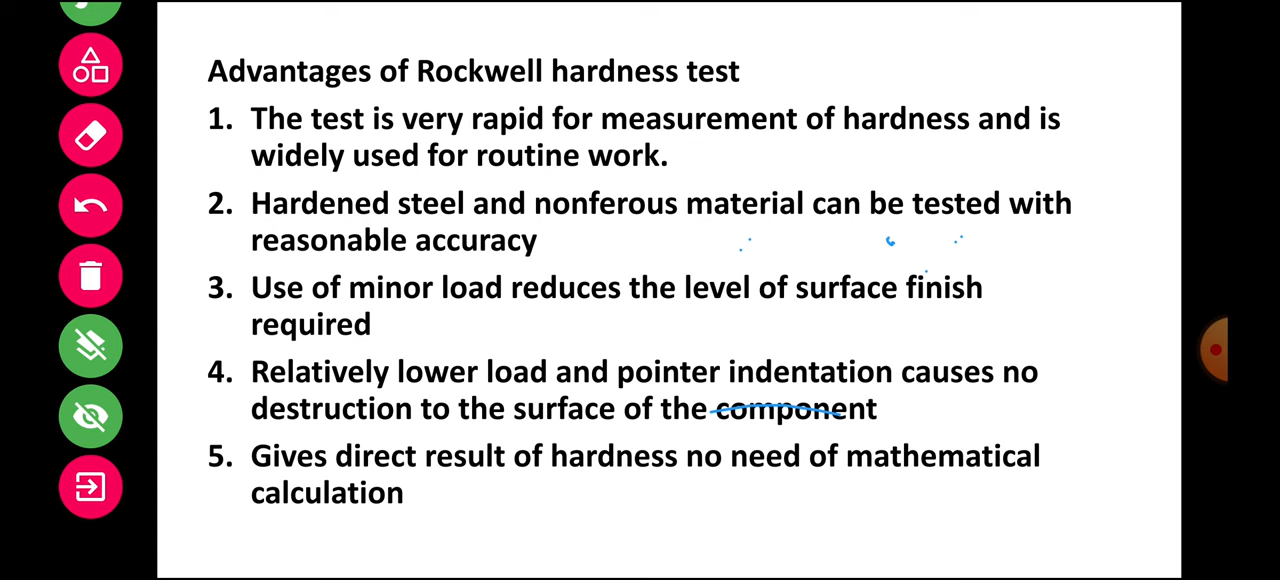 Advantages of Rockwell hardness test
1. The test is very rapid for measurement of hardness and is
widely used for routine work.
2. Hardened steel and nonferous material can be tested with
reasonable accuracy
3. Use of minor load reduces the level of surface finish
required
4. Relatively lower load and pointer indentation causes no
destruction to the surface of the component
5. Gives direct result of hardness no need of mathematical
calculation